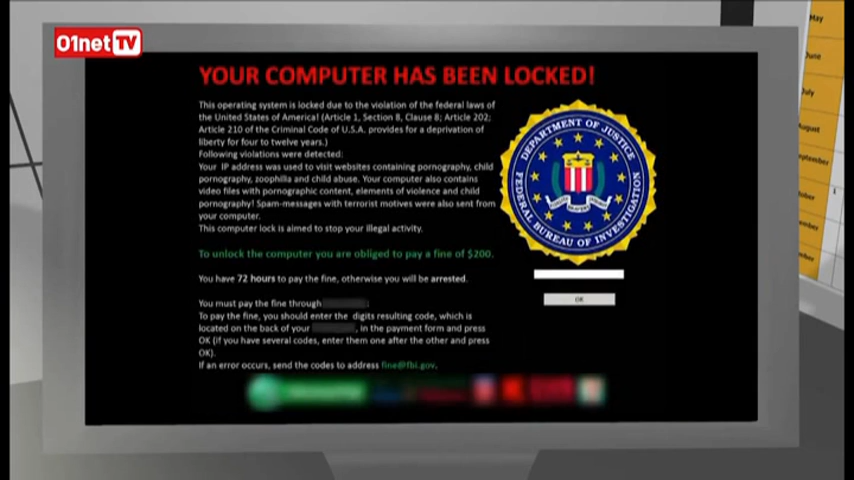 01net TV
YOUR COMPUTER HAS BEEN LOCKED!
This operating system is locked due to the violation of the federal laws of
the United States of America! (Article 1, Section 8, Clause 8; Article 202;
Article 210 of the Criminal Code of U.S.A. provides for a deprivation of
liberty for four to twelve years.)
Following violations were detected:
Your IP address was used to visit websites containing pornography, child
pornography, zoophilia and child abuse. Your computer also contains
video files with pornographic content, elements of violence and child
pornography! Spam-messages with terrorist motives were also sent from
your computer.
This computer lock is aimed to stop your illegal activity.
To unlock the computer you are obliged to pay a fine of $200.
You have 72 hours to pay the fine, otherwise you will be arrested.
You must pay the fine through
To pay the fine, you should enter the digits resulting code, which is
located on the back of your , in the payment form and press
OK (if you have several codes, enter them one after the other and press
OK).
If an error occurs, send the codes to address fine@fbi.gov.
DEPARTMENT OF JUSTICE
FEDERAL BUREAU OF INVESTIGATION
OK
May
June
July
August